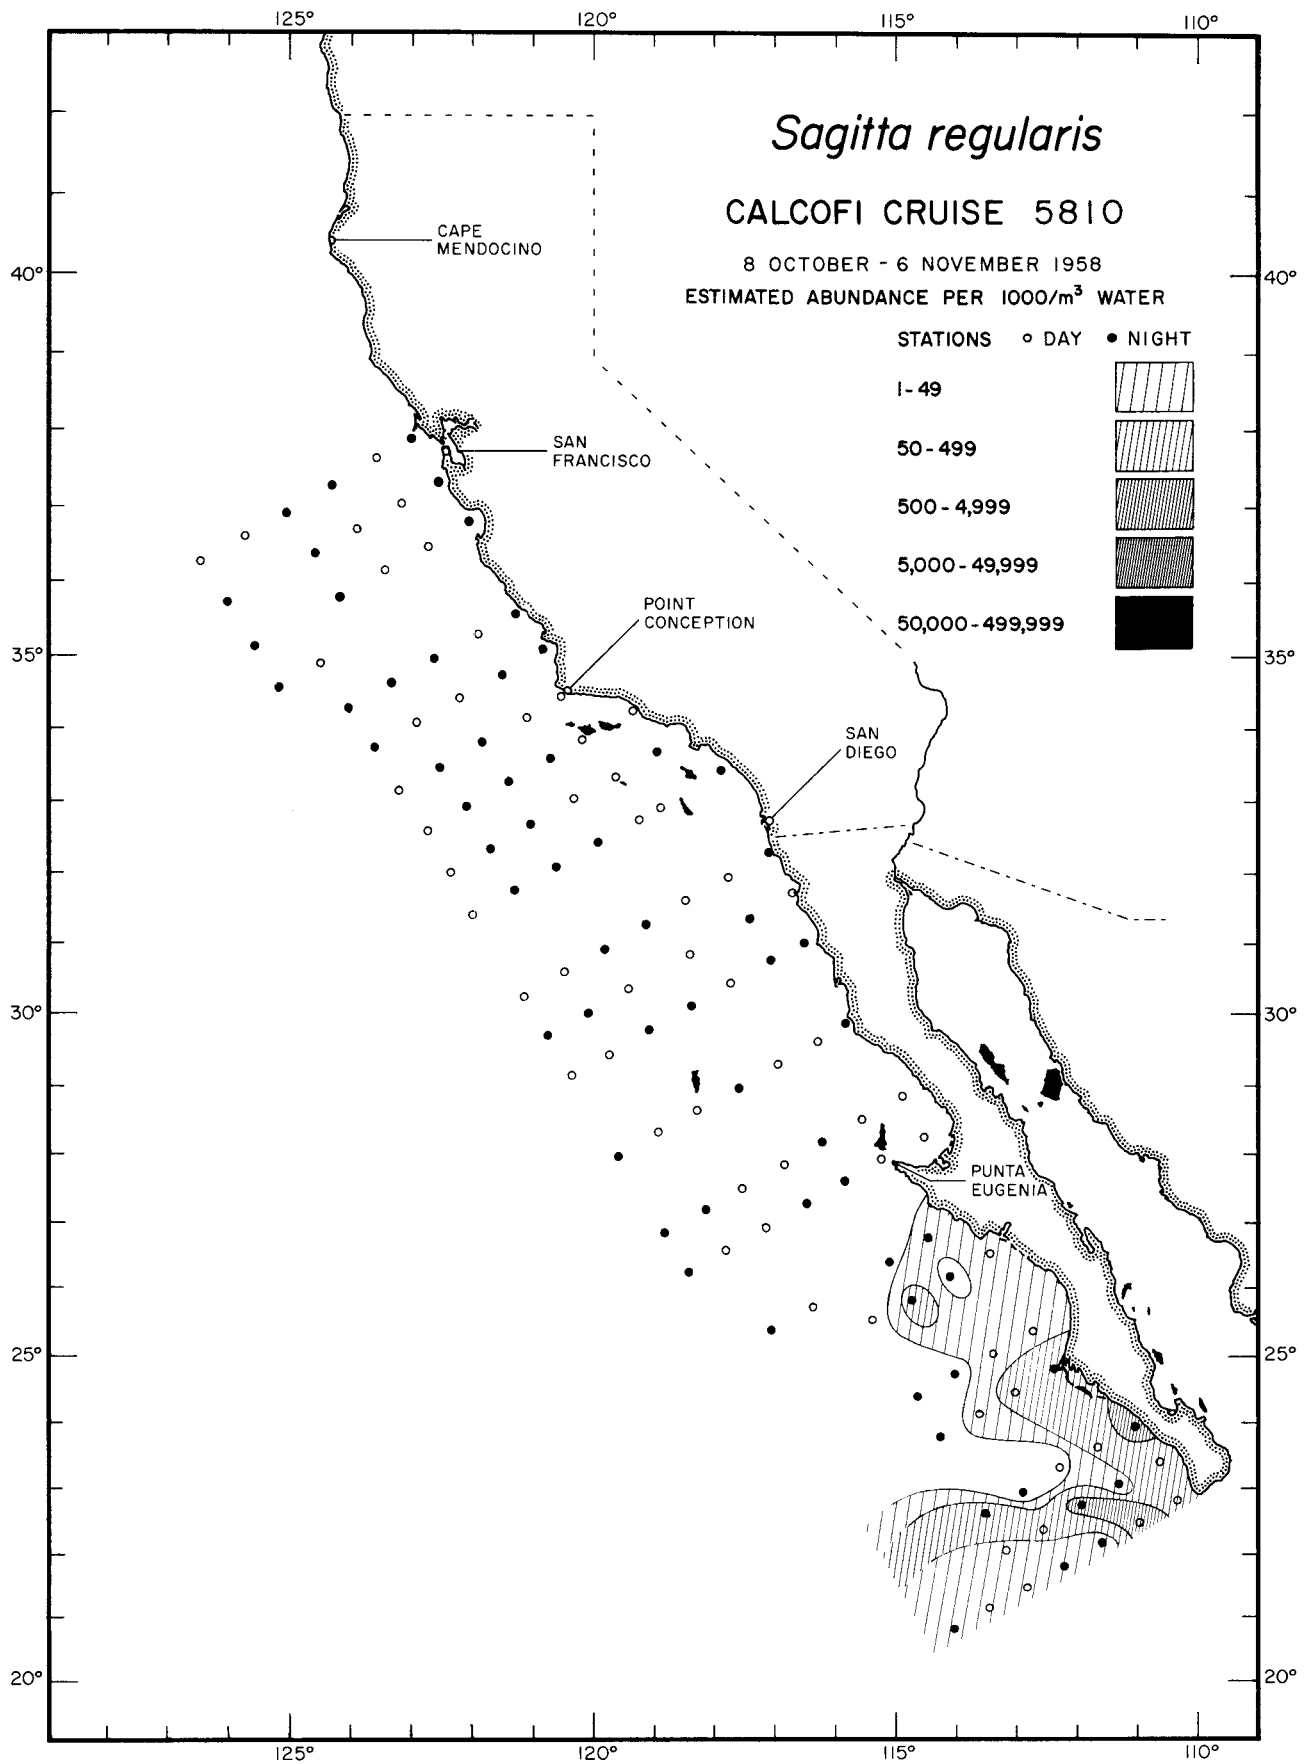 125° 120° 115° 110°
Sagitta regularis
CALCOFI CRUISE 5810
8 OCTOBER - 6 NOVEMBER 1958
ESTIMATED ABUNDANCE PER 1000/m³ WATER
STATIONS ○ DAY ● NIGHT
1-49
50-499
500-4,999
5,000-49,999
50,000-499,999
CAPE
MENDOCINO
40° 40°
SAN
FRANCISCO
POINT
CONCEPTION
35° 35°
SAN
DIEGO
30° 30°
PUNTA
EUGENIA
25° 25°
20° 20°
125° 120° 115° 110°